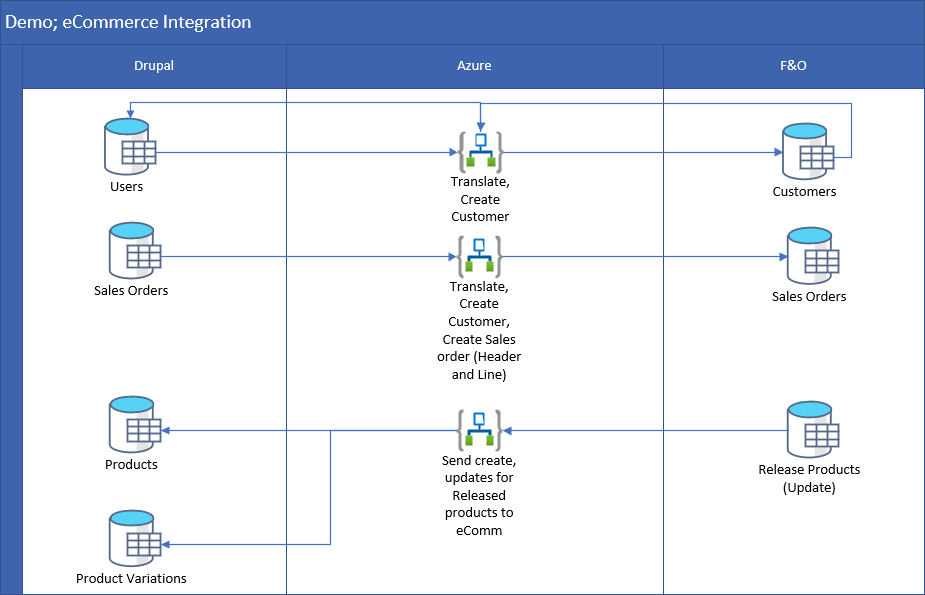 Demo; eCommerce Integration
Drupal
Azure
F&O
Users
Translate,
Create
Customer
Customers
Sales Orders
Translate,
Create
Customer,
Create Sales
order (Header
and Line)
Sales Orders
Products
Send create,
updates for
Released
products to
eComm
Release Products
(Update)
Product Variations